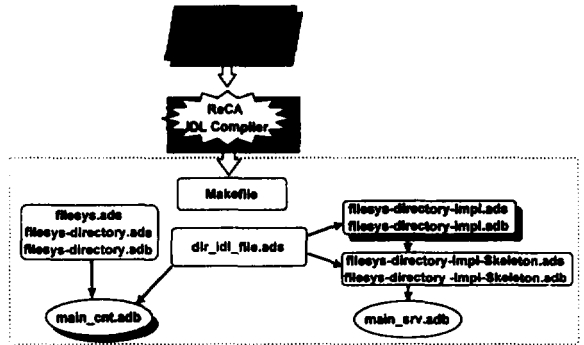 ReCA
IDL Compiler
Makefile
filesys.ads
filesys-directory.ads
filesys-directory.adb
dir_idl_file.ads
filesys-directory-impl.ads
filesys-directory-impl.adb
filesys-directory-impl-Skeleton.ads
filesys-directory -impl-Skeleton.adb
main_cnt.adb
main_srv.adb